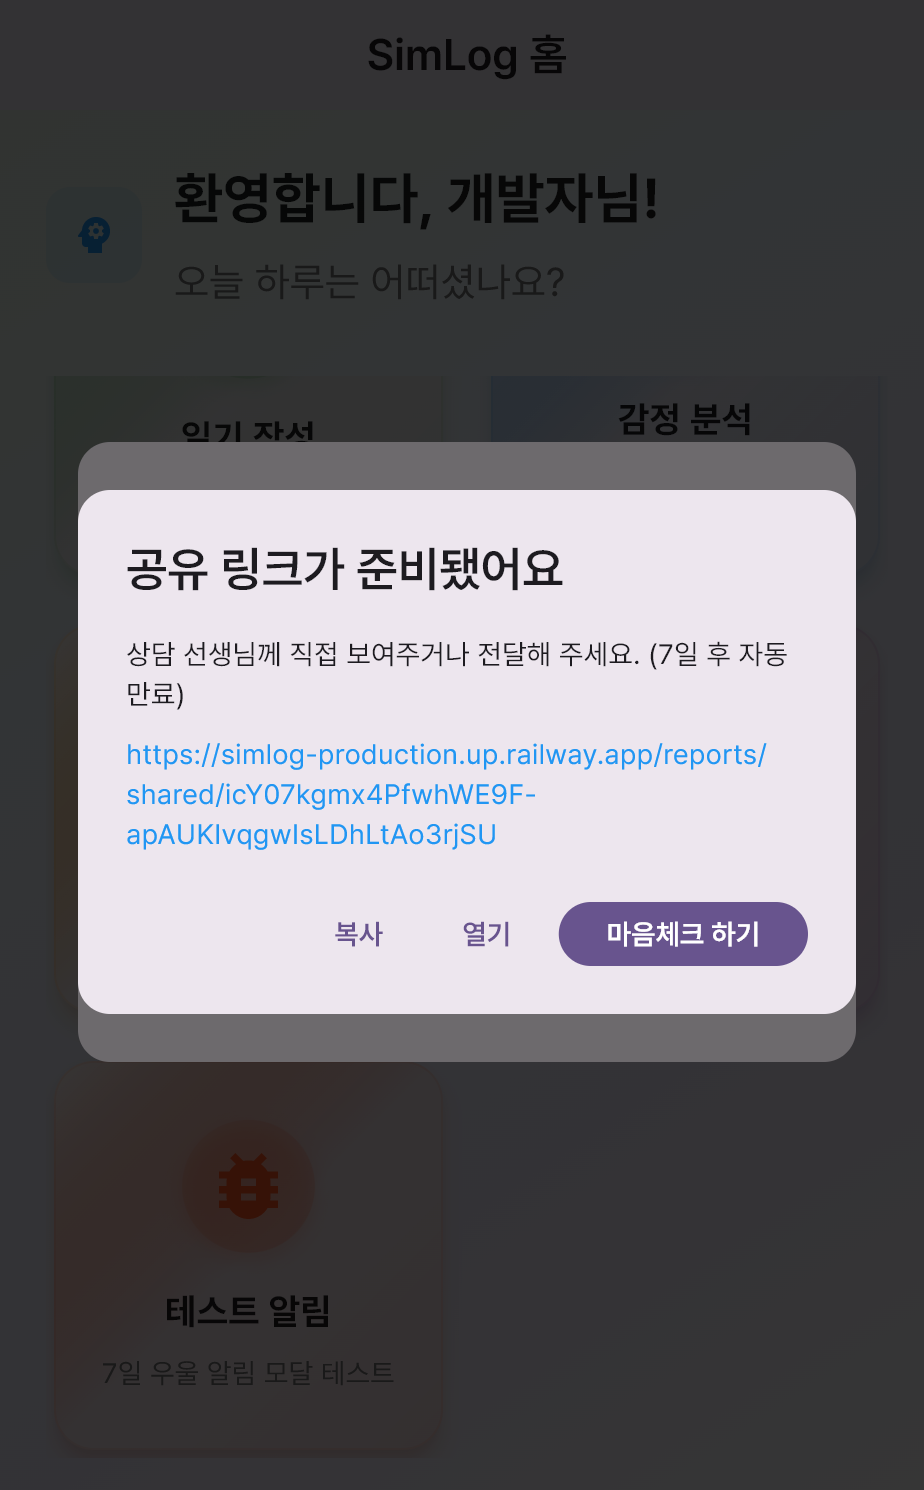 SimLog 홈
환영합니다, 개발자님!
오늘 하루는 어떠셨나요?
일기 작성
감정 분석
공유 링크가 준비됐어요
상담 선생님께 직접 보여주거나 전달해 주세요. (7일 후 자동
만료)
https://simlog-production.up.railway.app/reports/
shared/icY07kgmx4PfwhWE9F-
apAUKIvqgwIsLDhLtAo3rjSU
복사
열기
마음체크 하기
테스트 알림
7일 우울 알림 모달 테스트